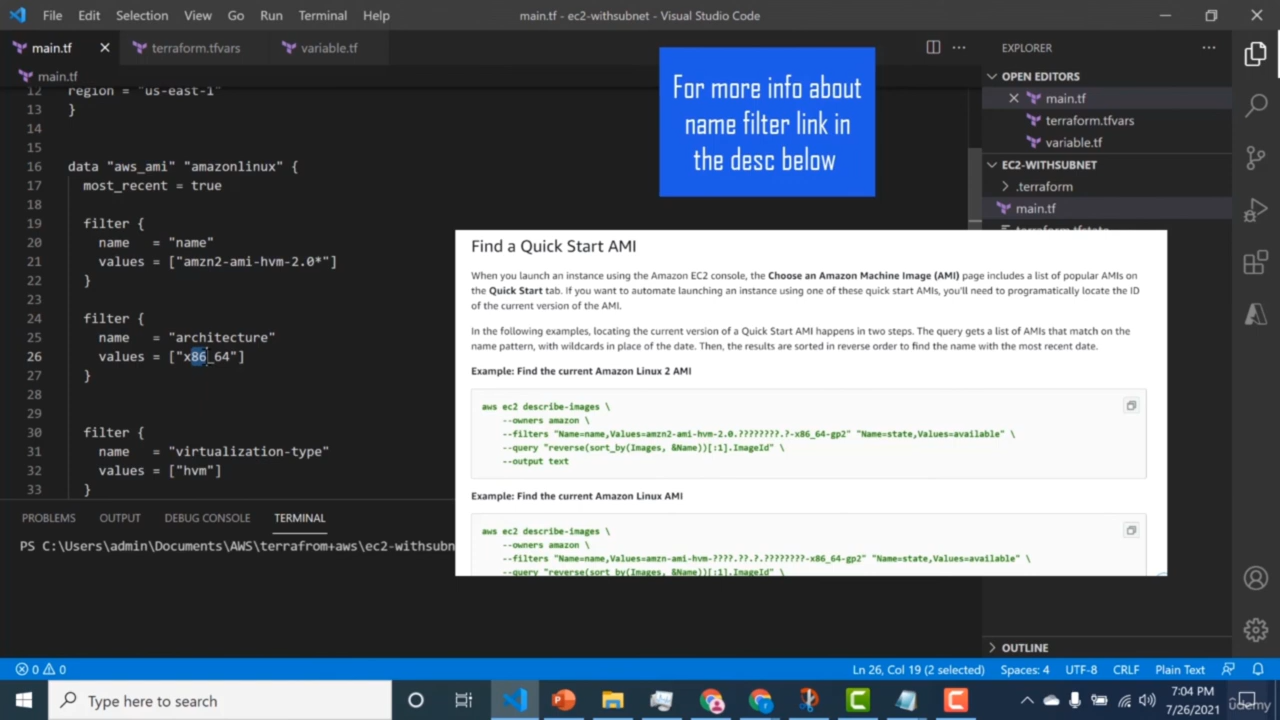 File Edit Selection View Go Run Terminal Help
main.tf - ec2-withsubnet - Visual Studio Code
main.tf
terraform.tfvars
variable.tf
main.tf
12 region = "us-east-1"
13 }
14
15
16 data "aws_ami" "amazonlinux" {
17 most_recent = true
18
19 filter {
20 name = "name"
21 values = ["amzn2-ami-hvm-2.0*"]
22 }
23
24 filter {
25 name = "architecture"
26 values = ["x86_64"]
27 }
28
29
30 filter {
31 name = "virtualization-type"
32 values = ["hvm"]
33 }
For more info about
name filter link in
the desc below
Find a Quick Start AMI
When you launch an instance using the Amazon EC2 console, the Choose an Amazon Machine Image (AMI) page includes a list of popular AMIs on
the Quick Start tab. If you want to automate launching an instance using one of these quick start AMIs, you'll need to programatically locate the ID
of the current version of the AMI.
In the following examples, locating the current version of a Quick Start AMI happens in two steps. The query gets a list of AMIs that match on the
name pattern, with wildcards in place of the date. Then, the results are sorted in reverse order to find the name with the most recent date.
Example: Find the current Amazon Linux 2 AMI
aws ec2 describe-images \
--owners amazon \
--filters "Name=name,Values=amzn2-ami-hvm-2.0.????????.?-x86_64-gp2" "Name=state,Values=available" \
--query "reverse(sort_by(Images, &Name))[:1].ImageId" \
--output text
Example: Find the current Amazon Linux AMI
aws ec2 describe-images \
--owners amazon \
--filters "Name=name,Values=amzn-ami-hvm-????.??.?.????????-x86_64-gp2" "Name=state,Values=available" \
--query "reverse(sort_by(Images, &Name))[:1].ImageId" \
EXPLORER
OPEN EDITORS
main.tf
terraform.tfvars
variable.tf
EC2-WITHSUBNET
.terraform
main.tf
terraform.tfstate
OUTLINE
PROBLEMS OUTPUT DEBUG CONSOLE TERMINAL
PS C:\Users\admin\Documents\AWS\terrafrom+aws\ec2-withsubn
0 0
Ln 26, Col 19 (2 selected) Spaces: 4 UTF-8 CRLF Plain Text
Type here to search
7:04 PM
7/26/2021
udemy